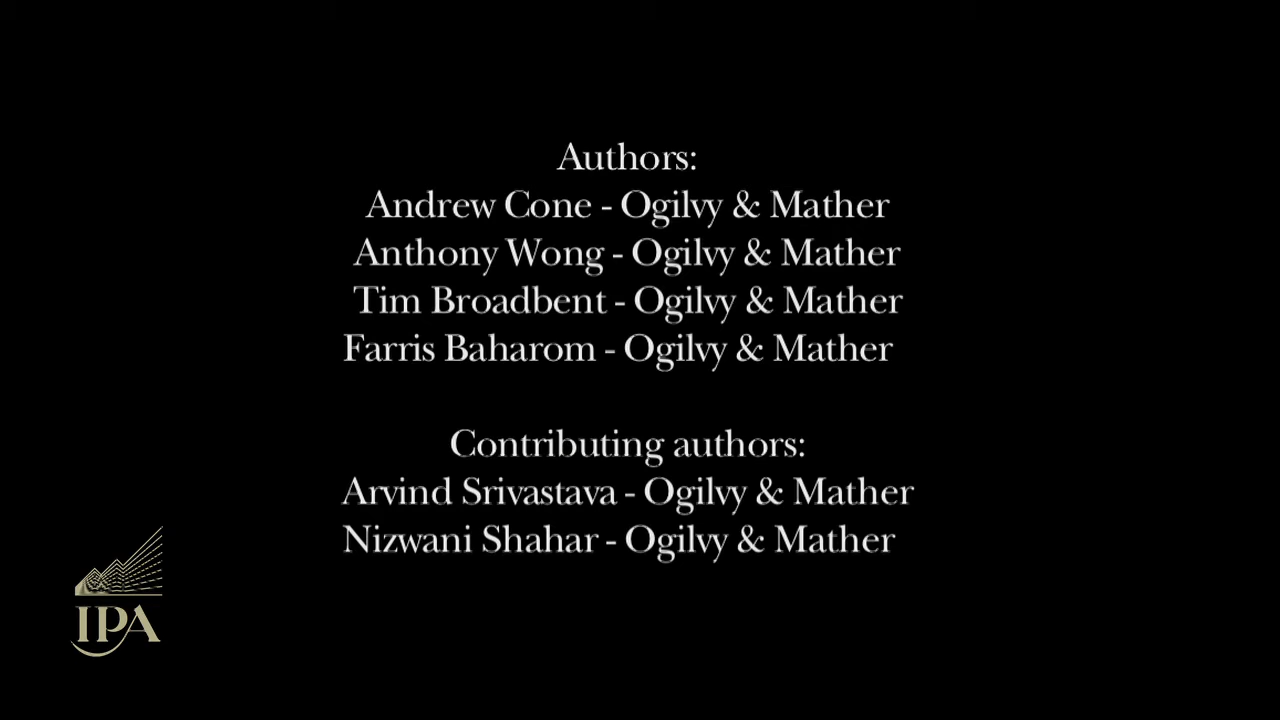 Authors:
Andrew Cone - Ogilvy & Mather
Anthony Wong - Ogilvy & Mather
Tim Broadbent - Ogilvy & Mather
Farris Baharom - Ogilvy & Mather
Contributing authors:
Arvind Srivastava - Ogilvy & Mather
Nizwani Shahar - Ogilvy & Mather
IPA